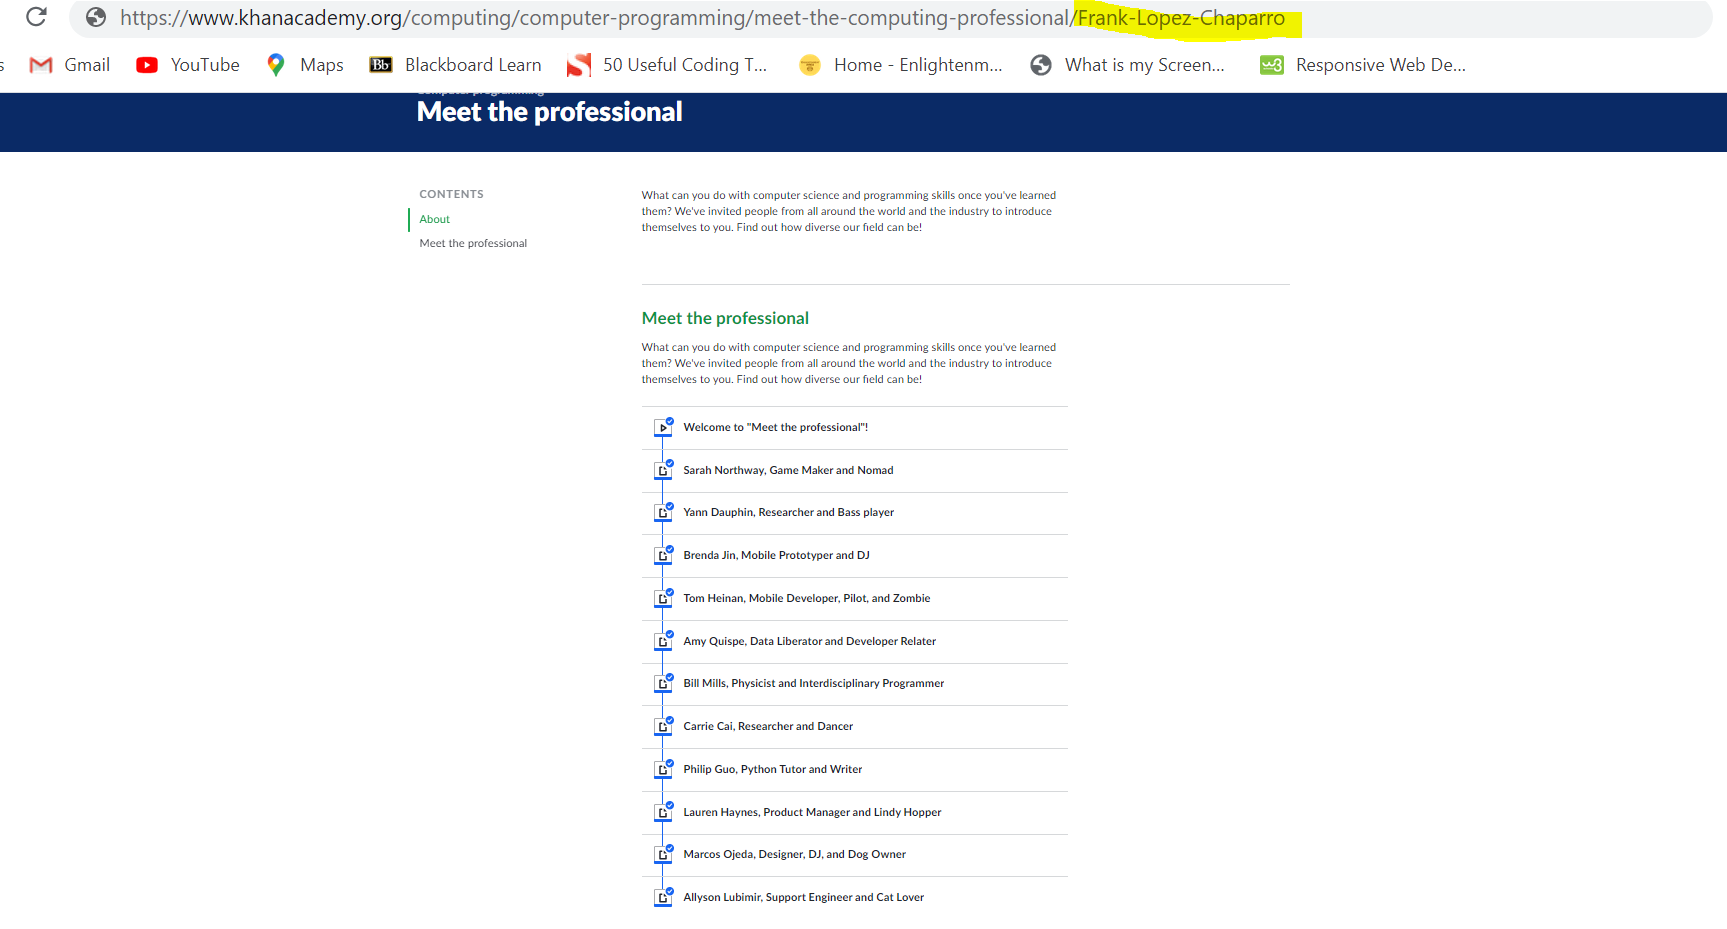 https://www.khanacademy.org/computing/computer-programming/meet-the-computing-professional/Frank-Lopez-Chaparro
s Gmail YouTube Maps Bb Blackboard Learn 50 Useful Coding T... Home - Enlightenm... What is my Screen... Responsive Web De...
Computer programming
Meet the professional
CONTENTS
About
Meet the professional
What can you do with computer science and programming skills once you've learned
them? We've invited people from all around the world and the industry to introduce
themselves to you. Find out how diverse our field can be!
Meet the professional
What can you do with computer science and programming skills once you've learned
them? We've invited people from all around the world and the industry to introduce
themselves to you. Find out how diverse our field can be!
Welcome to "Meet the professional"!
Sarah Northway, Game Maker and Nomad
Yann Dauphin, Researcher and Bass player
Brenda Jin, Mobile Prototyper and DJ
Tom Heinan, Mobile Developer, Pilot, and Zombie
Amy Quispe, Data Liberator and Developer Relater
Bill Mills, Physicist and Interdisciplinary Programmer
Carrie Cai, Researcher and Dancer
Philip Guo, Python Tutor and Writer
Lauren Haynes, Product Manager and Lindy Hopper
Marcos Ojeda, Designer, DJ, and Dog Owner
Allyson Lubimir, Support Engineer and Cat Lover